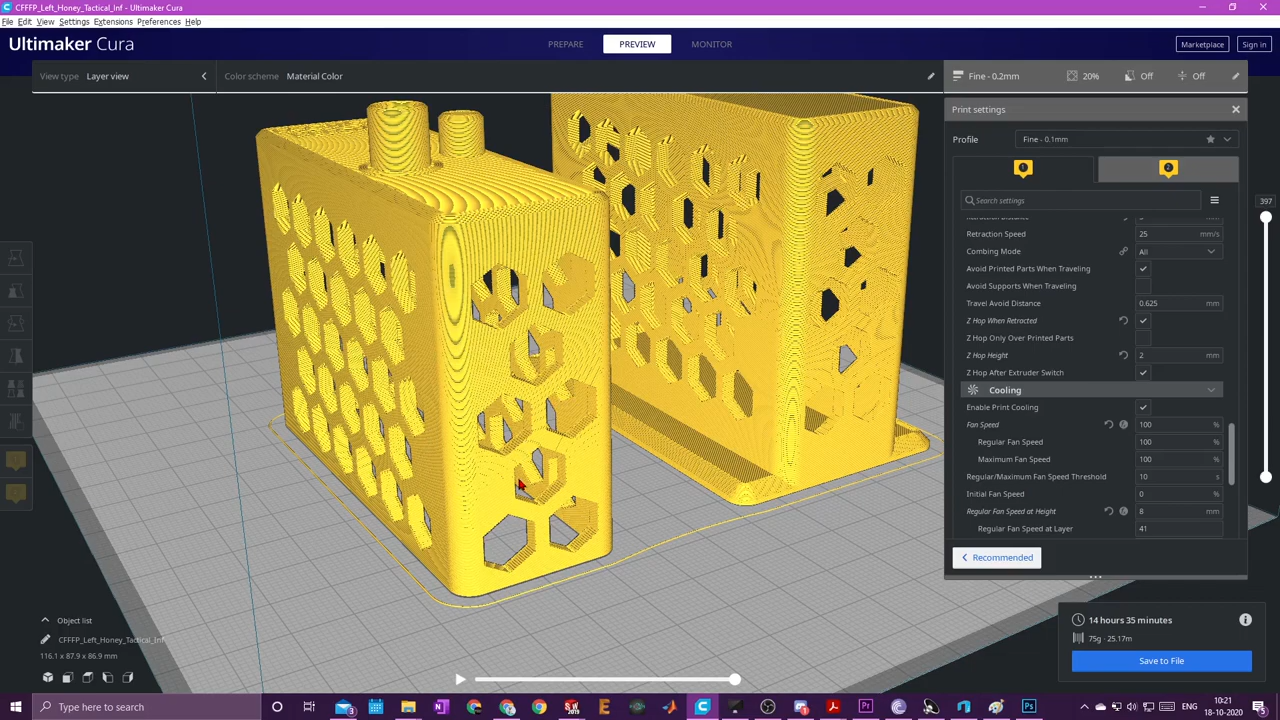 CFFFP_Left_Honey_Tactical_Inf - Ultimaker Cura
File Edit View Settings Extensions Preferences Help
Ultimaker Cura
PREPARE PREVIEW MONITOR
Marketplace Sign in
View type Layer view Color scheme Material Color
Fine - 0.2mm 20% Off Off
Print settings
Profile Fine - 0.1mm
1 2
Search settings
397
Retraction Distance mm
Retraction Speed 25 mm/s
Combing Mode All
Avoid Printed Parts When Traveling
Avoid Supports When Traveling
Travel Avoid Distance 0.625 mm
Z Hop When Retracted
Z Hop Only Over Printed Parts
Z Hop Height 2 mm
Z Hop After Extruder Switch
Cooling
Enable Print Cooling
Fan Speed 100 %
Regular Fan Speed 100 %
Maximum Fan Speed 100 %
Regular/Maximum Fan Speed Threshold 10 s
Initial Fan Speed 0 %
Regular Fan Speed at Height 8 mm
Regular Fan Speed at Layer 41
Recommended
Object list
CFFFP_Left_Honey_Tactical_Inf
116.1 x 87.9 x 86.9 mm
14 hours 35 minutes
75g · 25.17m
Save to File
Type here to search
10:21
18-10-2020